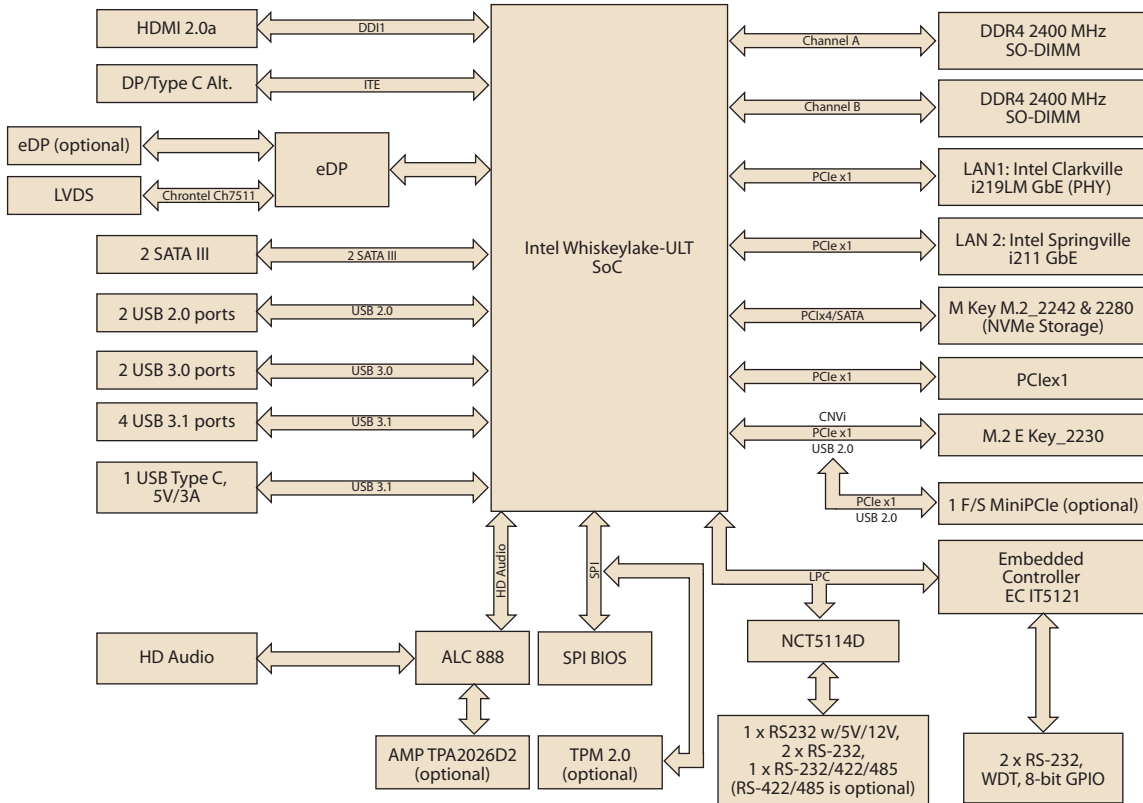 HDMI 2.0a
DDI1
DP/Type C Alt.
ITE
eDP (optional)
eDP
LVDS
Chrontel Ch7511
2 SATA III
2 SATA III
2 USB 2.0 ports
USB 2.0
2 USB 3.0 ports
USB 3.0
4 USB 3.1 ports
USB 3.1
1 USB Type C,
5V/3A
USB 3.1
Intel Whiskeylake-ULT
SoC
Channel A
DDR4 2400 MHz
SO-DIMM
Channel B
DDR4 2400 MHz
SO-DIMM
PCIe x1
LAN1: Intel Clarkville
i219LM GbE (PHY)
PCIe x1
LAN 2: Intel Springville
i211 GbE
PCIx4/SATA
M Key M.2_2242 & 2280
(NVMe Storage)
PCIe x1
PCIex1
CNVi
PCIe x1
USB 2.0
M.2 E Key_2230
PCIe x1
USB 2.0
1 F/S MiniPCIe (optional)
HD Audio
SPI
LPC
Embedded
Controller
EC IT5121
HD Audio
ALC 888
SPI BIOS
NCT5114D
AMP TPA2026D2
(optional)
TPM 2.0
(optional)
1 x RS232 w/5V/12V,
2 x RS-232,
1 x RS-232/422/485
(RS-422/485 is optional)
2 x RS-232,
WDT, 8-bit GPIO